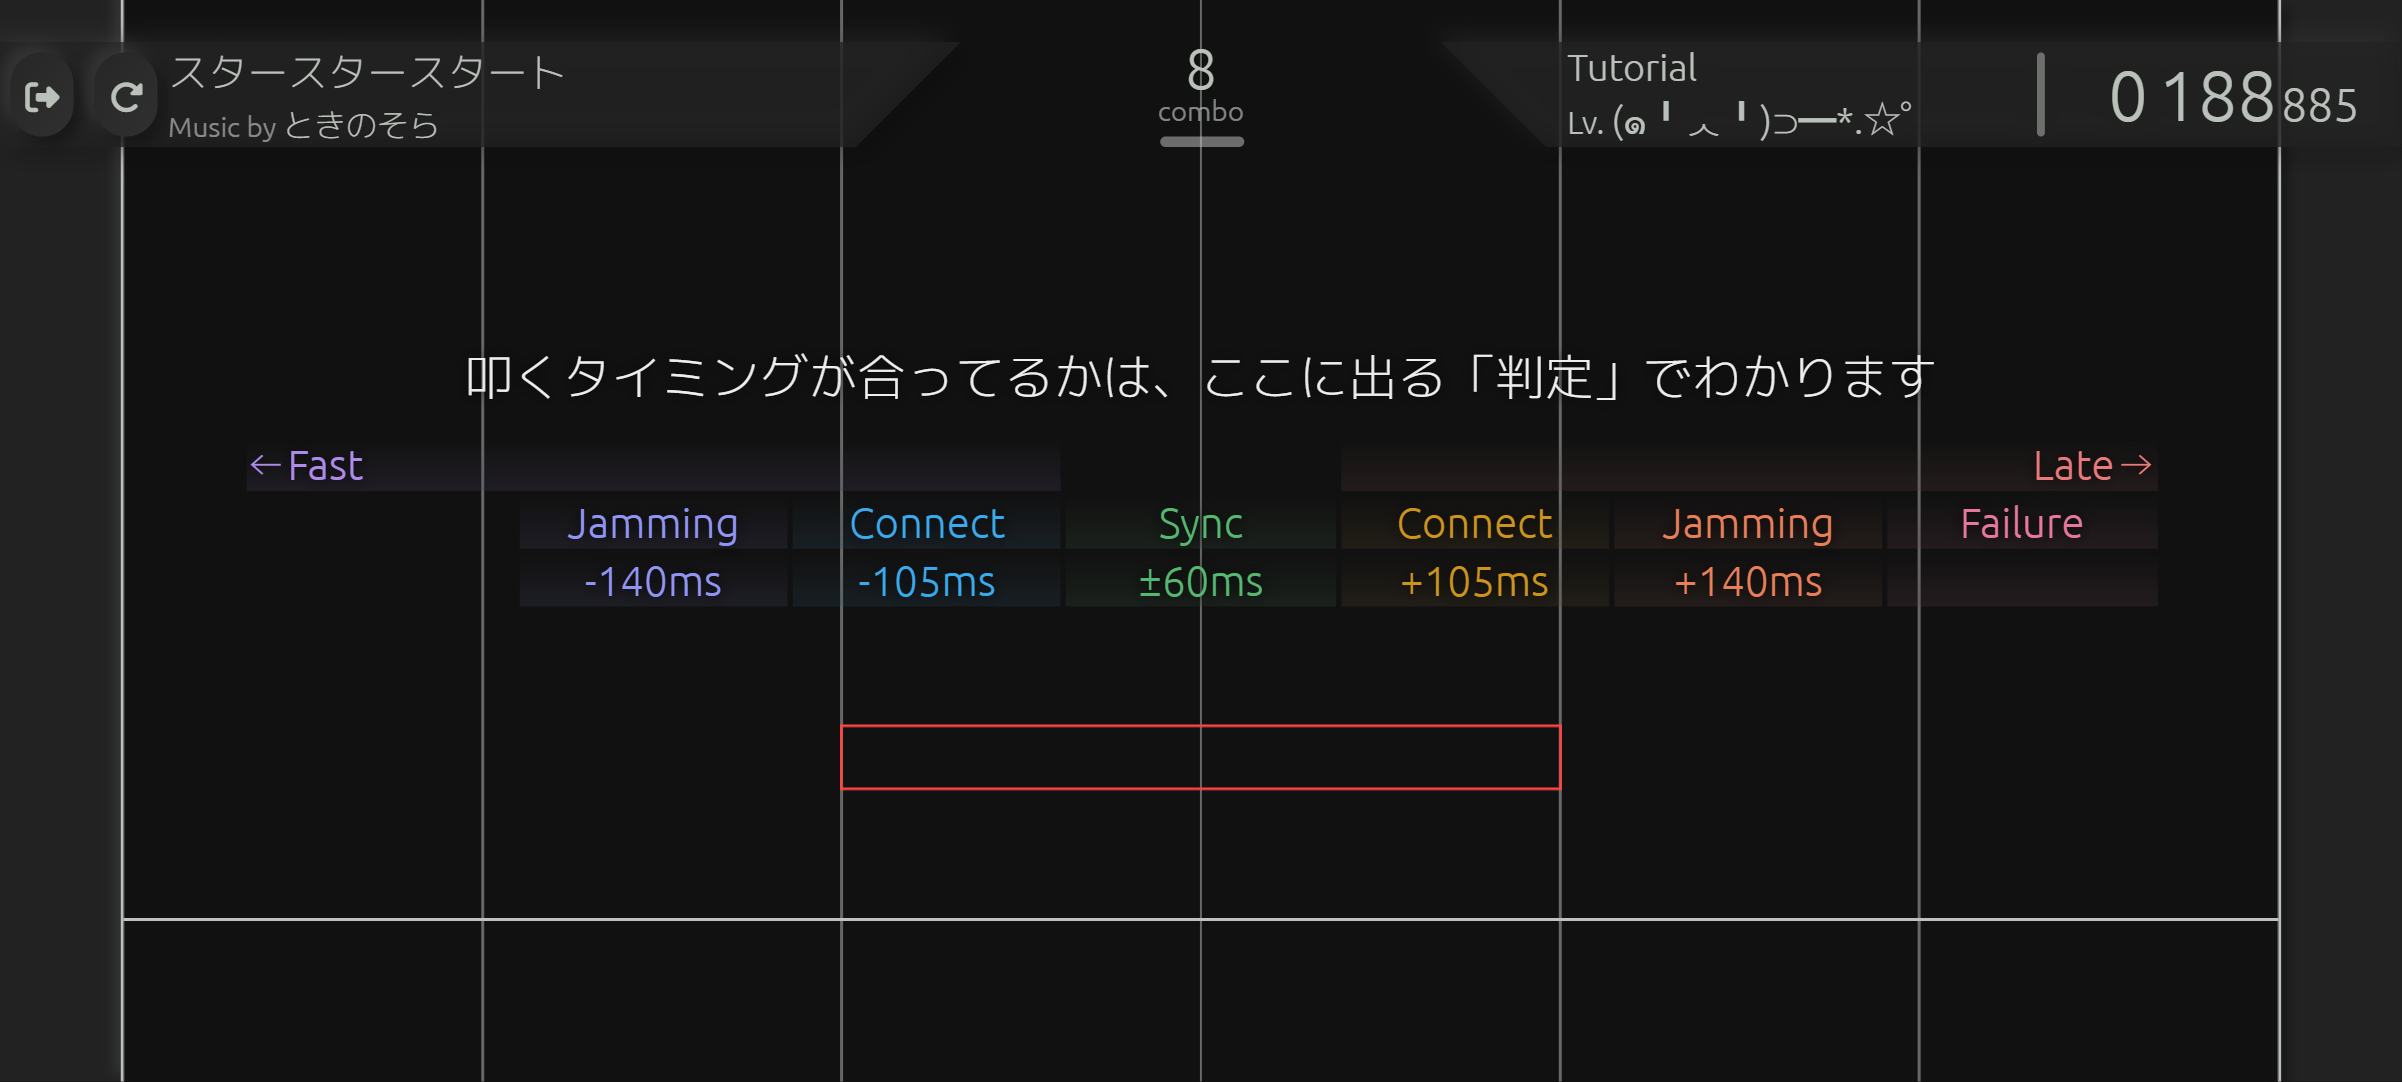 スタースタースタート
Music by ときのそら
8
combo
Tutorial
Lv. (๑╹ㅅ╹)⊃━*.☆゜
0188885
叩くタイミングが合ってるかは、ここに出る「判定」でわかります
←Fast
Late→
Jamming Connect Sync Connect Jamming Failure
-140ms -105ms ±60ms +105ms +140ms